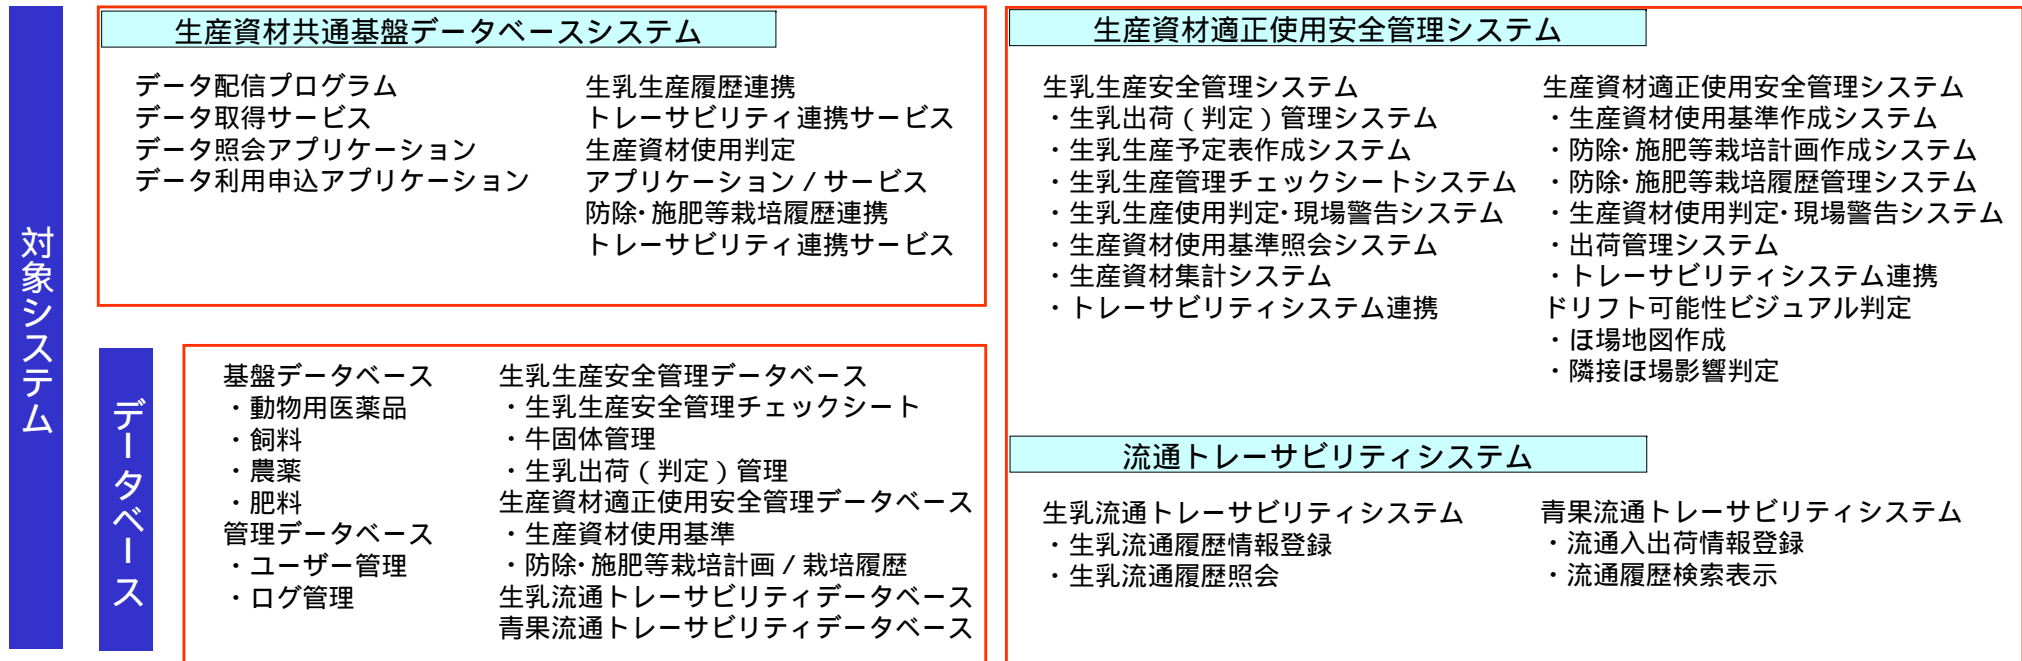 対象システム
生産資材共通基盤データベースシステム
データ配信プログラム
データ取得サービス
データ照会アプリケーション
データ利用申込アプリケーション
生乳生産履歴連携
トレーサビリティ連携サービス
生産資材使用判定
アプリケーション / サービス
防除・施肥等栽培履歴連携
トレーサビリティ連携サービス
データベース
基盤データベース
・動物用医薬品
・飼料
・農薬
・肥料
管理データベース
・ユーザー管理
・ログ管理
生乳生産安全管理データベース
・生乳生産安全管理チェックシート
・牛固体管理
・生乳出荷（判定）管理
生産資材適正使用安全管理データベース
・生産資材使用基準
・防除・施肥等栽培計画 / 栽培履歴
生乳流通トレーサビリティデータベース
青果流通トレーサビリティデータベース
生産資材適正使用安全管理システム
生乳生産安全管理システム
・生乳出荷（判定）管理システム
・生乳生産予定表作成システム
・生乳生産管理チェックシートシステム
・生乳生産使用判定・現場警告システム
・生産資材使用基準照会システム
・生産資材集計システム
・トレーサビリティシステム連携
生産資材適正使用安全管理システム
・生産資材使用基準作成システム
・防除・施肥等栽培計画作成システム
・防除・施肥等栽培履歴管理システム
・生産資材使用判定・現場警告システム
・出荷管理システム
・トレーサビリティシステム連携
ドリフト可能性ビジュアル判定
・ほ場地図作成
・隣接ほ場影響判定
流通トレーサビリティシステム
生乳流通トレーサビリティシステム
・生乳流通履歴情報登録
・生乳流通履歴照会
青果流通トレーサビリティシステム
・流通入出荷情報登録
・流通履歴検索表示